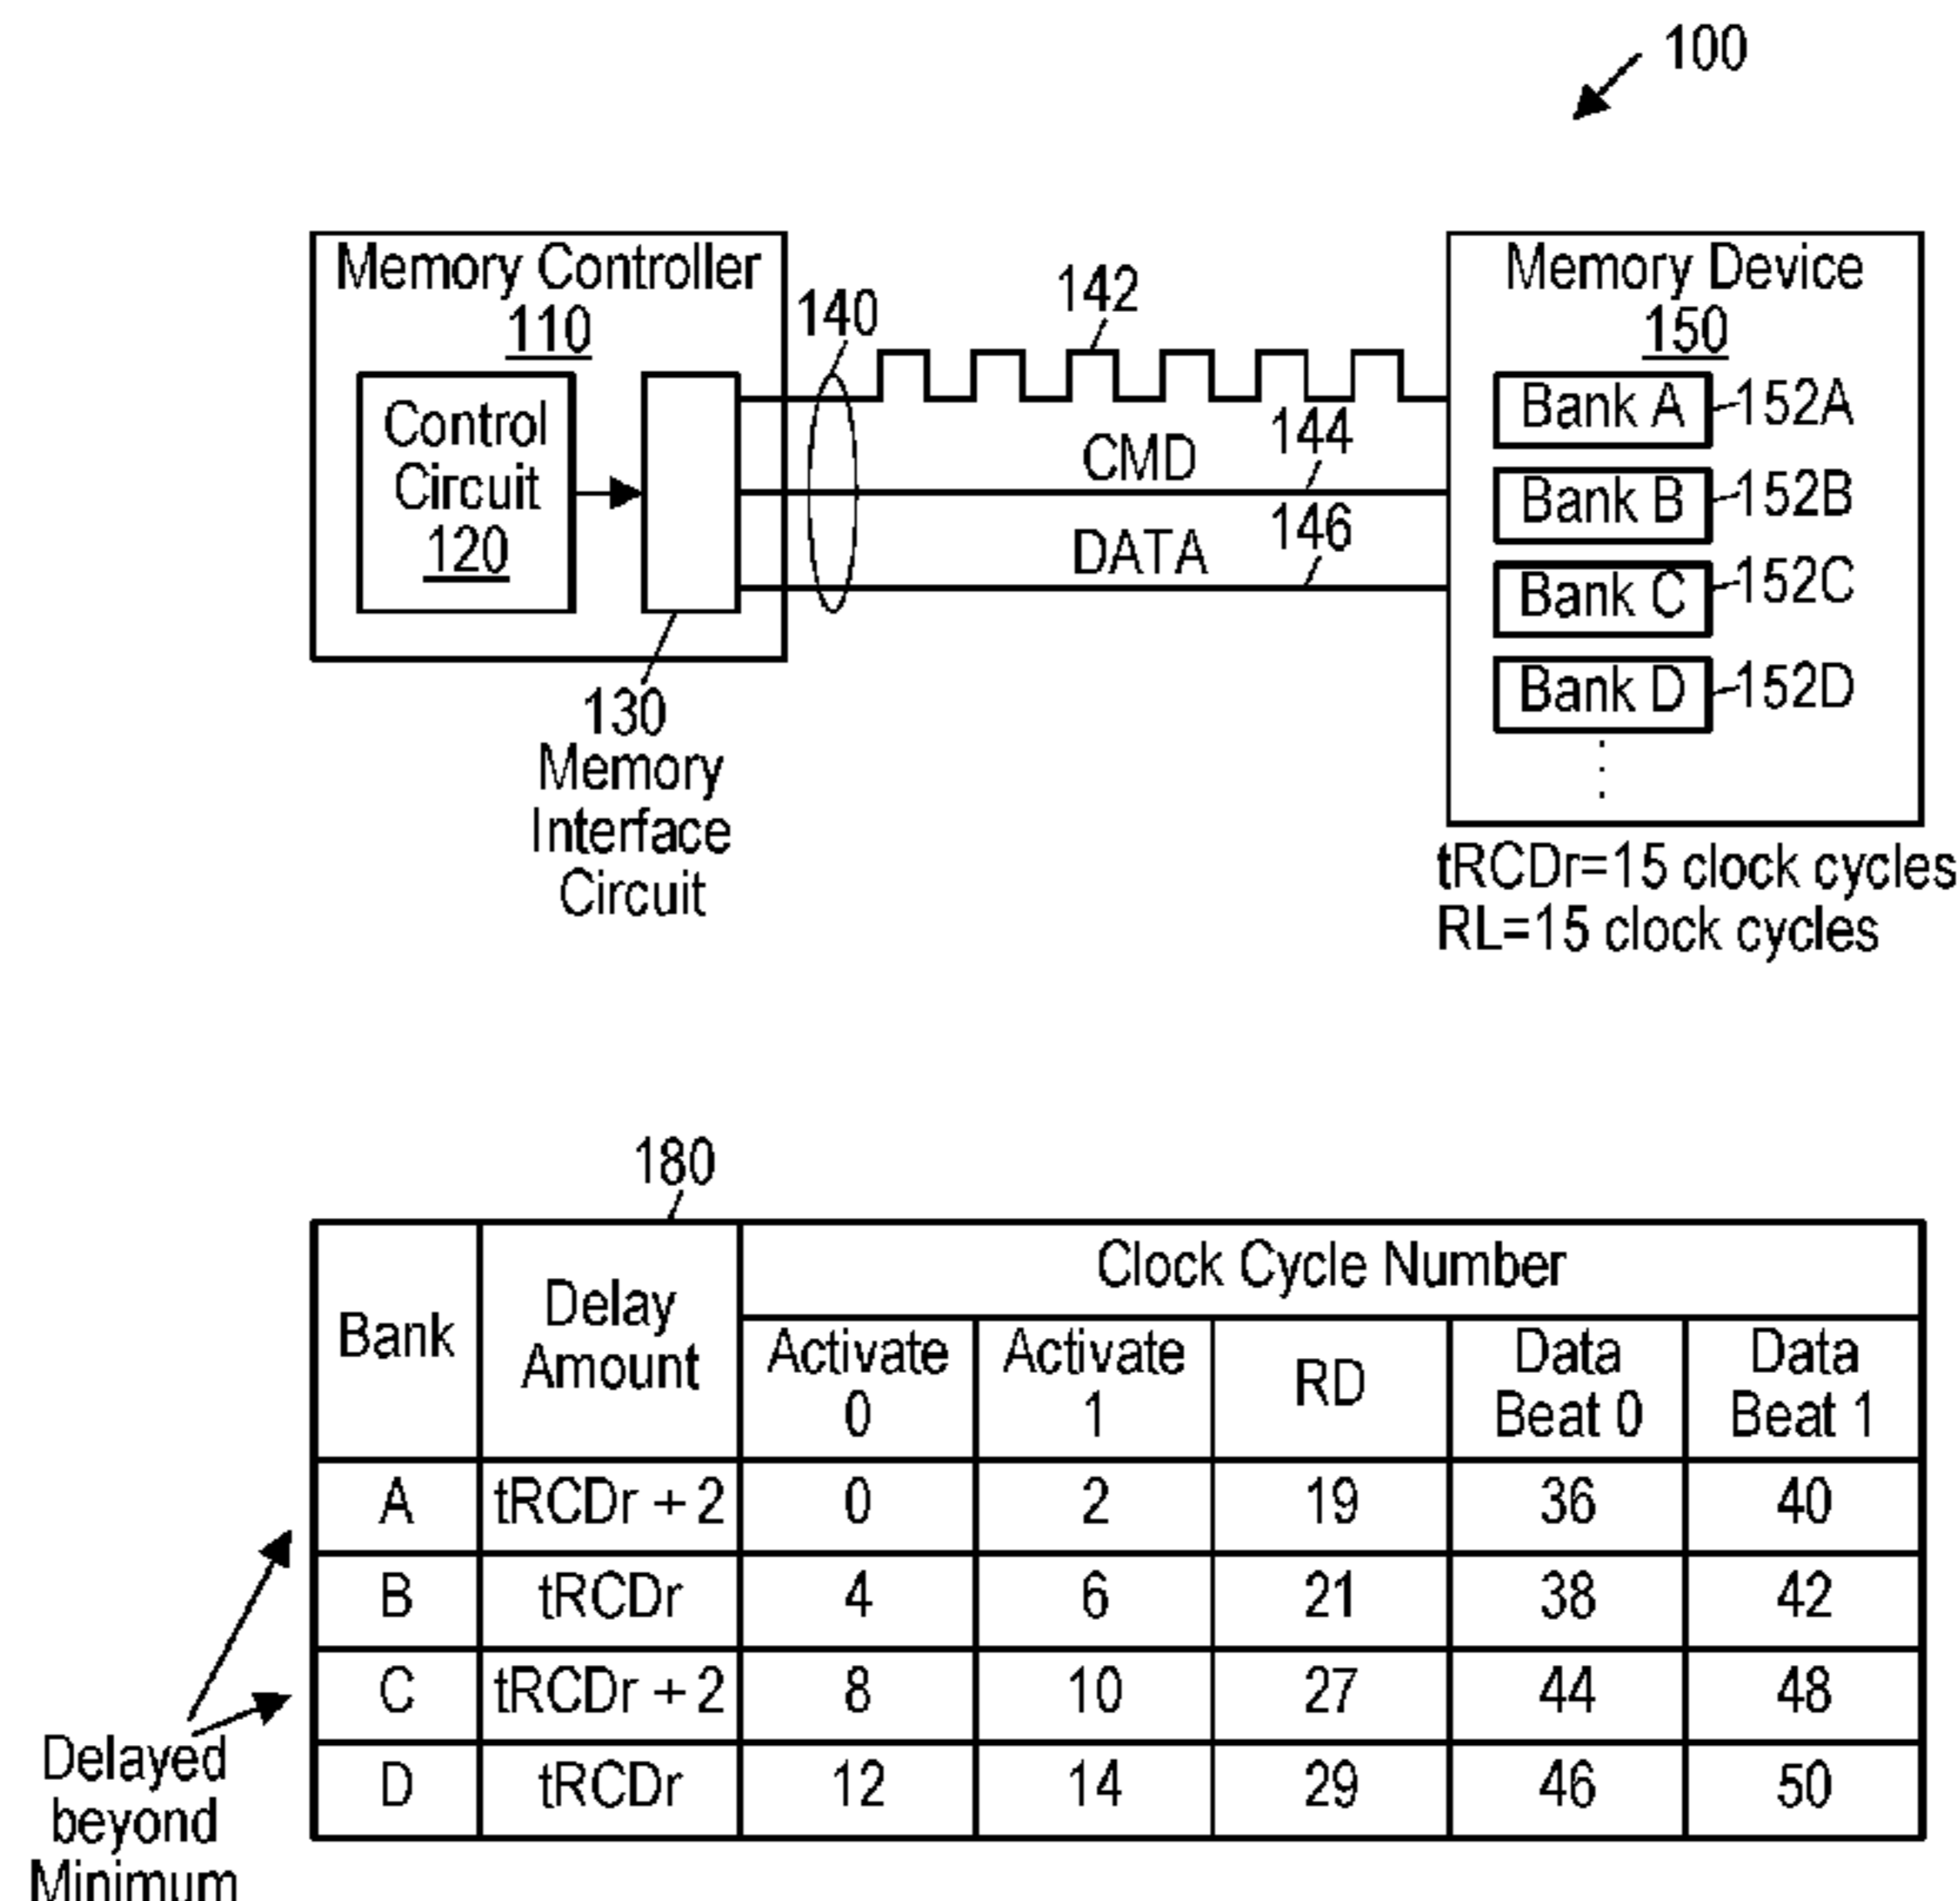 100
Memory Controller
110
Control
Circuit
120
130
Memory
Interface
Circuit
140
142
CMD
144
DATA
146
Memory Device
150
Bank A
152A
Bank B
152B
Bank C
152C
Bank D
152D
tRCDr=15 clock cycles
RL=15 clock cycles
180
Bank
Delay
Amount
Clock Cycle Number
Activate
0
Activate
1
RD
Data
Beat 0
Data
Beat 1
A tRCDr + 2 0 2 19 36 40
B tRCDr 4 6 21 38 42
C tRCDr + 2 8 10 27 44 48
D tRCDr 12 14 29 46 50
Delayed
beyond
Minimum